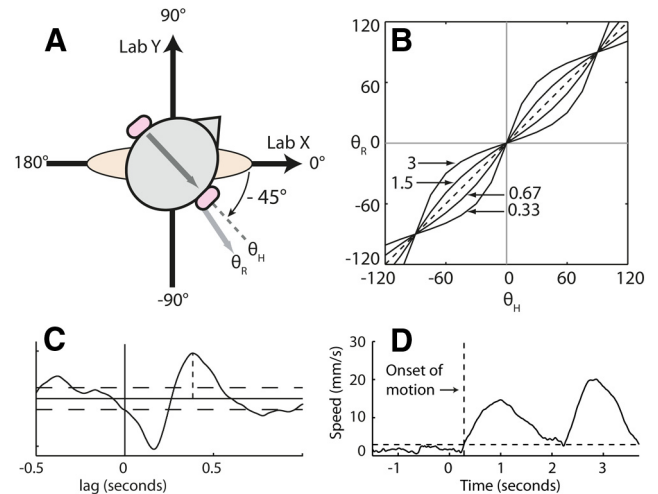 A
90°
Lab Y
Lab X
180°
0°
- 45°
θH
θR
-90°
B
120
60
θR 0
-60
-120
3
1.5
0.67
0.33
-120 -60 0 60 120
θH
C
-0.5 0 0.5
lag (seconds)
D
30
20
10
0
Speed (mm/s)
Onset of
motion
-1 0 1 2 3
Time (seconds)